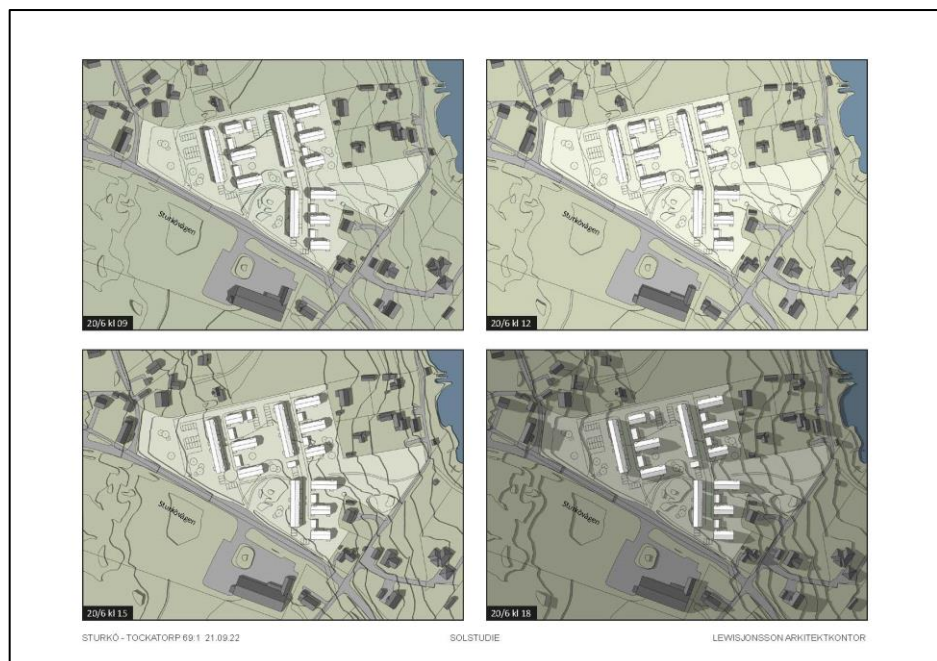 Sturkövägen
20/6 kl 09
Sturkövägen
20/6 kl 12
Sturkövägen
20/6 kl 15
Sturkövägen
20/6 kl 18
STURKÖ - TOCKATORP 69:1 21.09.22
SOLSTUDIE
LEWISJONSSON ARKITEKTKONTOR